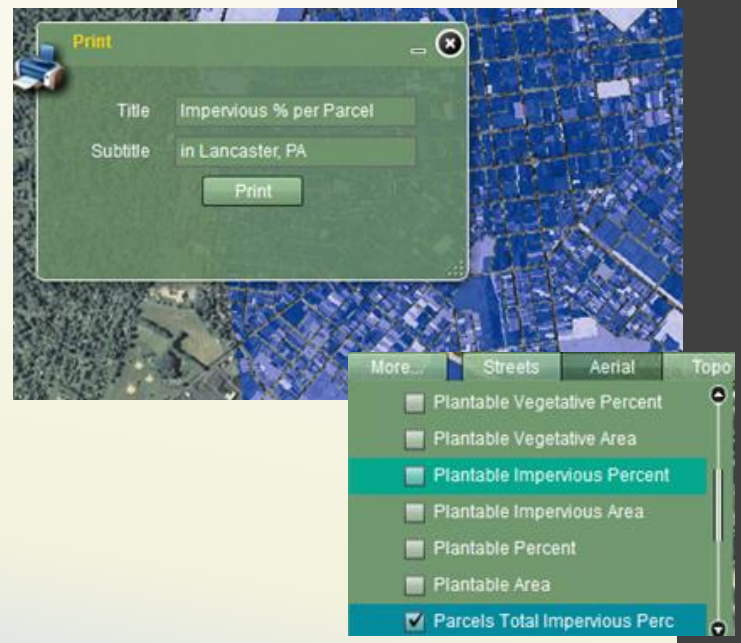 Print
Title Impervious % per Parcel
Subtitle in Lancaster, PA
Print
More... Streets Aerial Topo
Plantable Vegetative Percent
Plantable Vegetative Area
Plantable Impervious Percent
Plantable Impervious Area
Plantable Percent
Plantable Area
Parcels Total Impervious Perc